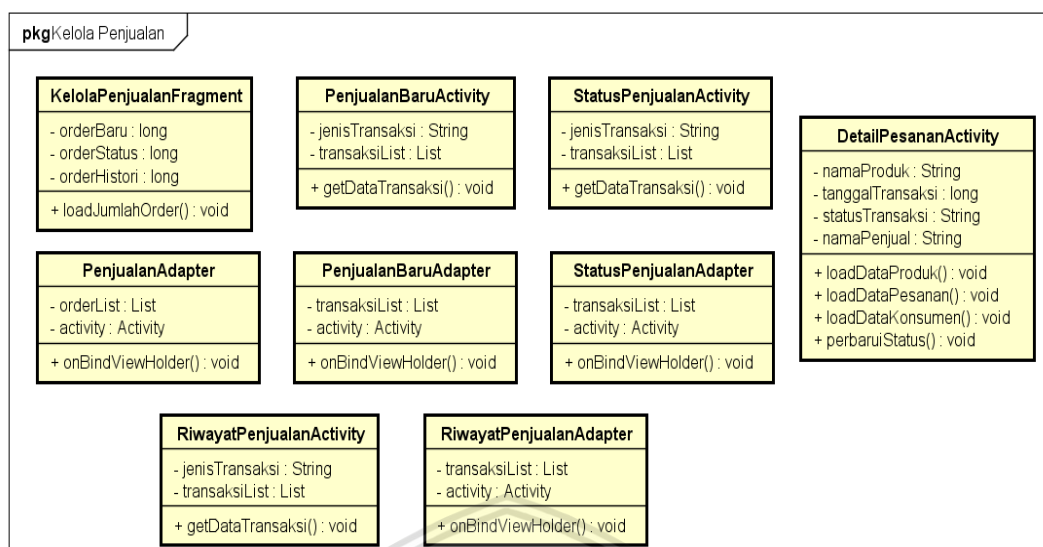 pkg Kelola Penjualan
KelolaPenjualanFragment
- orderBaru : long
- orderStatus : long
- orderHistori : long
+ loadJumlahOrder() : void
PenjualanBaruActivity
- jenisTransaksi : String
- transaksiList : List
+ getDataTransaksi() : void
StatusPenjualanActivity
- jenisTransaksi : String
- transaksiList : List
+ getDataTransaksi() : void
DetailPesananActivity
- namaProduk : String
- tanggalTransaksi : long
- statusTransaksi : String
- namaPenjual : String
+ loadDataProduk() : void
+ loadDataPesanan() : void
+ loadDataKonsumen() : void
+ perbaruiStatus() : void
PenjualanAdapter
- orderList : List
- activity : Activity
+ onBindViewHolder() : void
PenjualanBaruAdapter
- transaksiList : List
- activity : Activity
+ onBindViewHolder() : void
StatusPenjualanAdapter
- transaksiList : List
- activity : Activity
+ onBindViewHolder() : void
RiwayatPenjualanActivity
- jenisTransaksi : String
- transaksiList : List
+ getDataTransaksi() : void
RiwayatPenjualanAdapter
- transaksiList : List
- activity : Activity
+ onBindViewHolder() : void